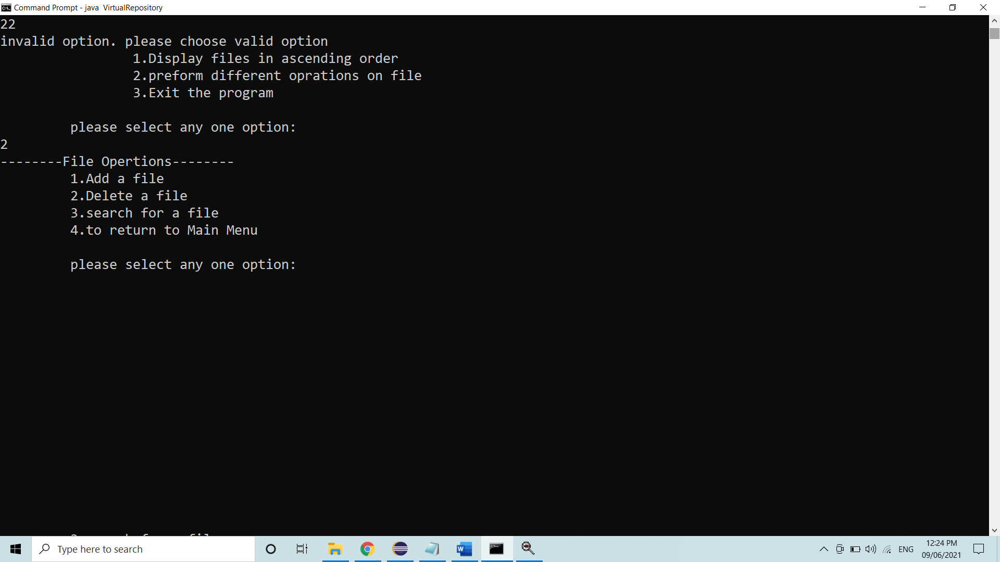 Command Prompt - java  VirtualRepository
22
invalid option. please choose valid option
1.Display files in ascending order
2.preform different oprations on file
3.Exit the program
please select any one option:
2
--------File Opertions--------
1.Add a file
2.Delete a file
3.search for a file
4.to return to Main Menu
please select any one option:
Type here to search
ENG
12:24 PM
09/06/2021